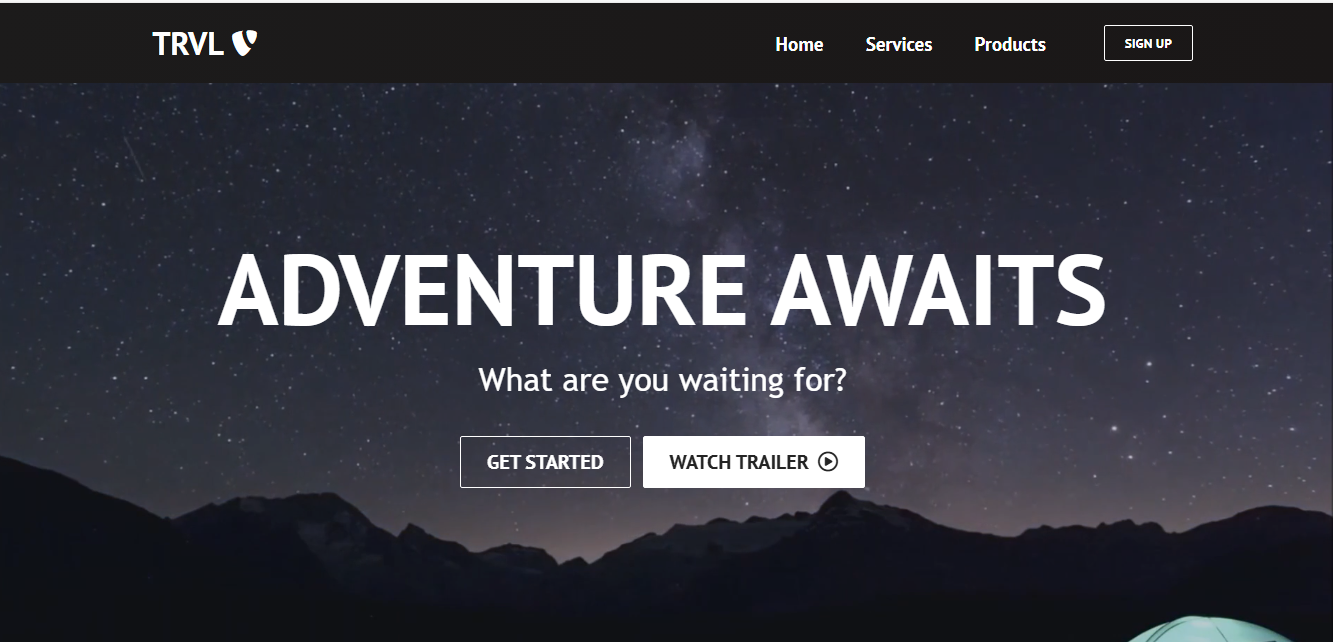 TRVL
Home Services Products SIGN UP
ADVENTURE AWAITS
What are you waiting for?
GET STARTED WATCH TRAILER